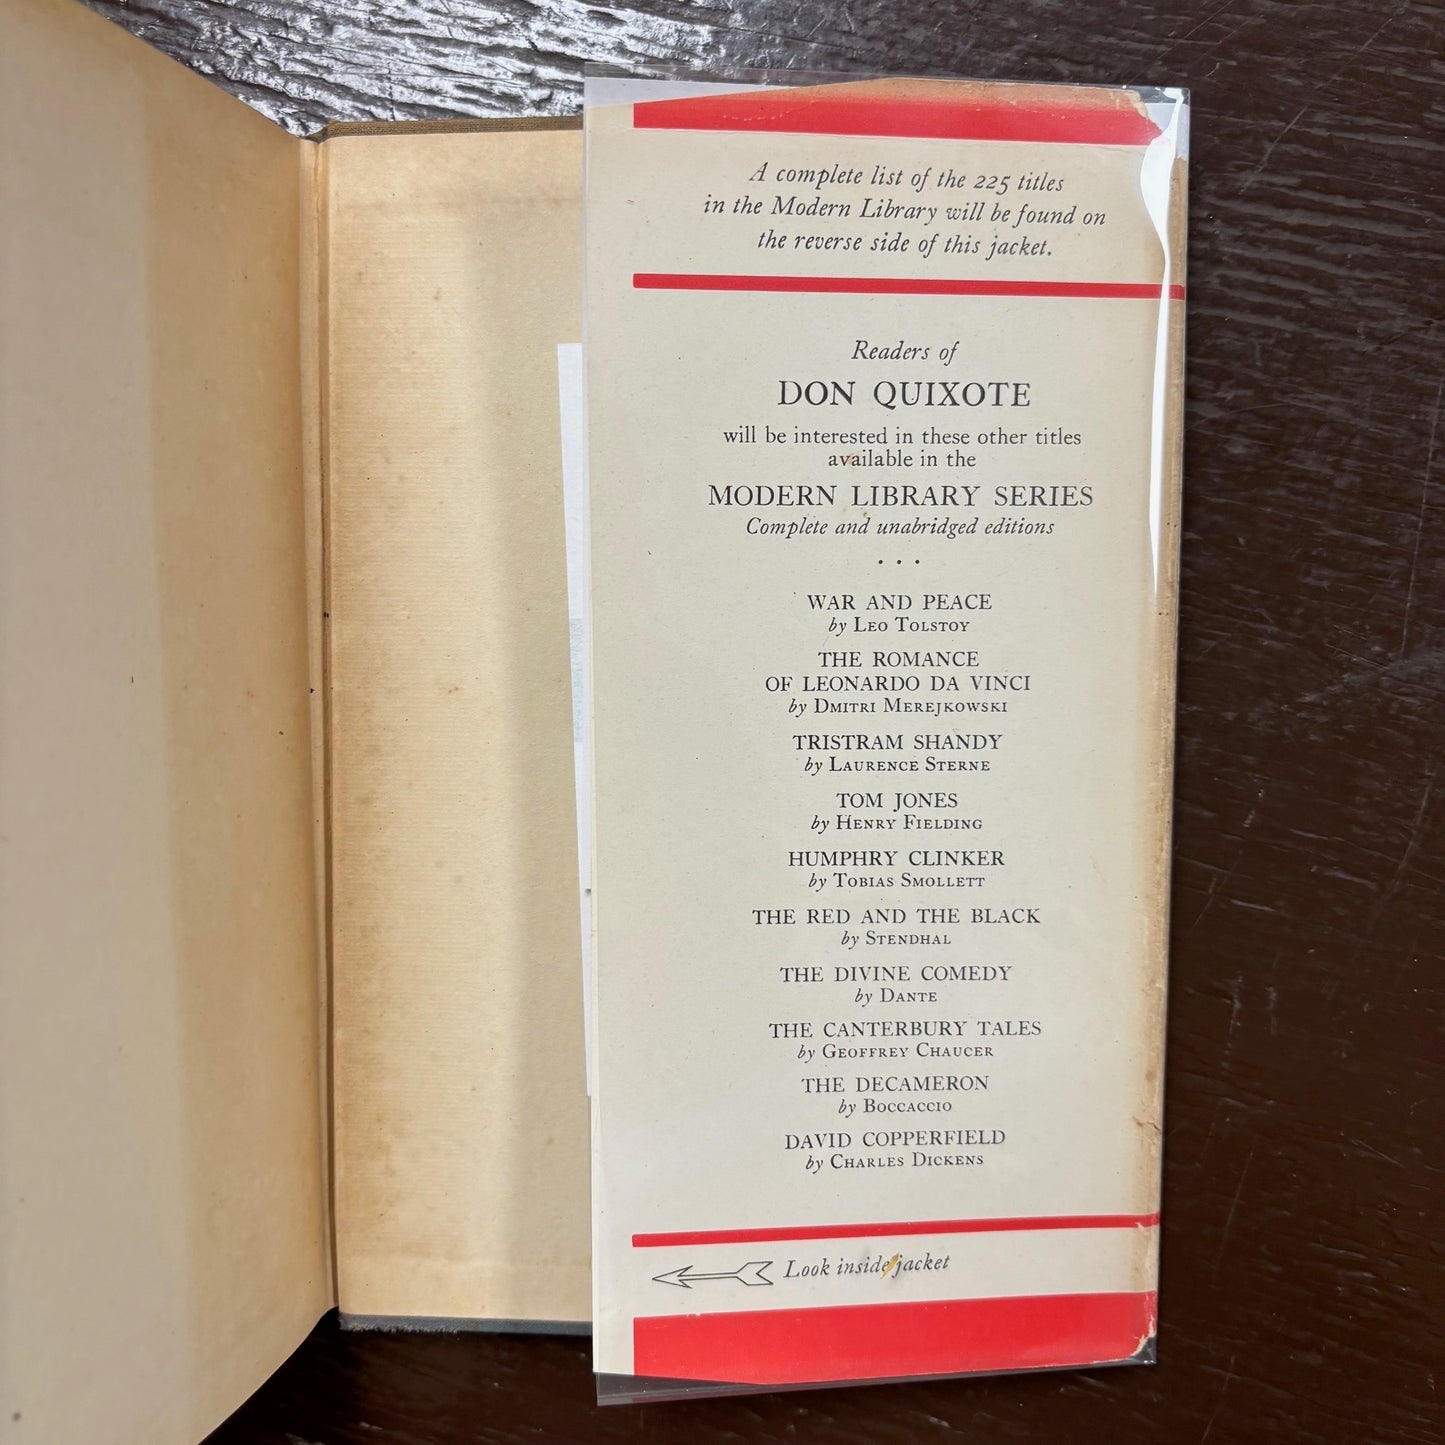 A complete list of the 225 titles
in the Modern Library will be found on
the reverse side of this jacket.
Readers of
DON QUIXOTE
will be interested in these other titles
available in the
MODERN LIBRARY SERIES
Complete and unabridged editions
. . .
WAR AND PEACE
by LEO TOLSTOY
THE ROMANCE
OF LEONARDO DA VINCI
by DMITRI MEREJKOWSKI
TRISTRAM SHANDY
by LAURENCE STERNE
TOM JONES
by HENRY FIELDING
HUMPHRY CLINKER
by TOBIAS SMOLLETT
THE RED AND THE BLACK
by STENDHAL
THE DIVINE COMEDY
by DANTE
THE CANTERBURY TALES
by GEOFFREY CHAUCER
THE DECAMERON
by BOCCACCIO
DAVID COPPERFIELD
by CHARLES DICKENS
Look inside jacket